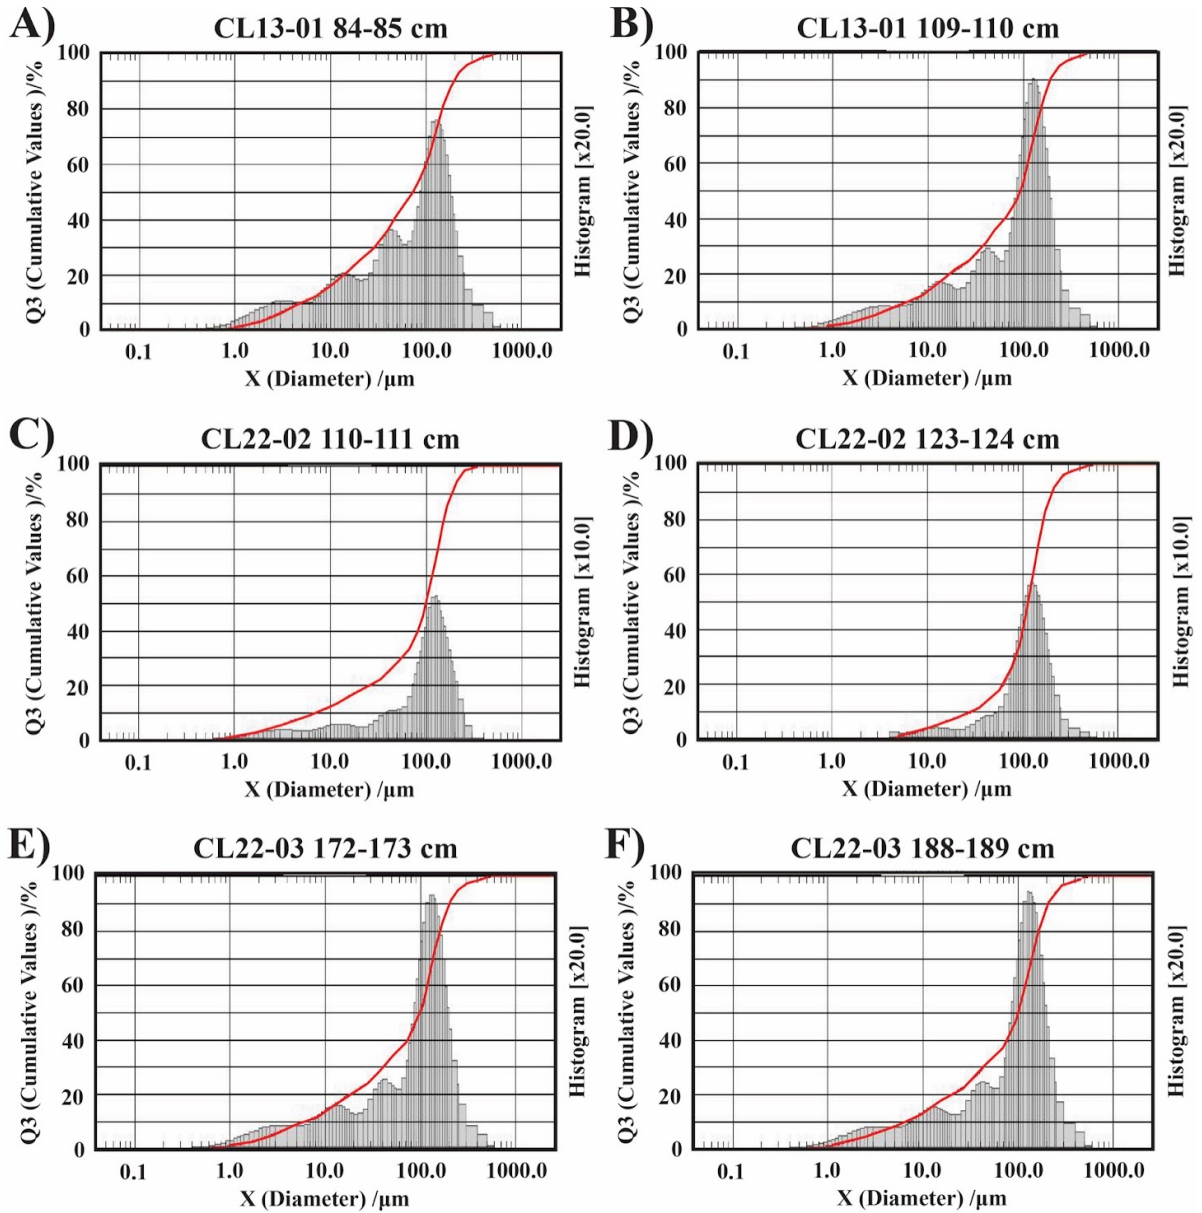 A)
CL13-01 84-85 cm
Q3 (Cumulative Values )/%
100
80
60
40
20
0
Histogram [x20.0]
0.1 1.0 10.0 100.0 1000.0
X (Diameter) /μm
B)
CL13-01 109-110 cm
Q3 (Cumulative Values )/%
100
80
60
40
20
0
Histogram [x20.0]
0.1 1.0 10.0 100.0 1000.0
X (Diameter) /μm
C)
CL22-02 110-111 cm
Q3 (Cumulative Values )/%
100
80
60
40
20
0
Histogram [x10.0]
0.1 1.0 10.0 100.0 1000.0
X (Diameter) /μm
D)
CL22-02 123-124 cm
Q3 (Cumulative Values )/%
100
80
60
40
20
0
Histogram [x10.0]
0.1 1.0 10.0 100.0 1000.0
X (Diameter) /μm
E)
CL22-03 172-173 cm
Q3 (Cumulative Values )/%
100
80
60
40
20
0
Histogram [x20.0]
0.1 1.0 10.0 100.0 1000.0
X (Diameter) /μm
F)
CL22-03 188-189 cm
Q3 (Cumulative Values )/%
100
80
60
40
20
0
Histogram [x20.0]
0.1 1.0 10.0 100.0 1000.0
X (Diameter) /μm